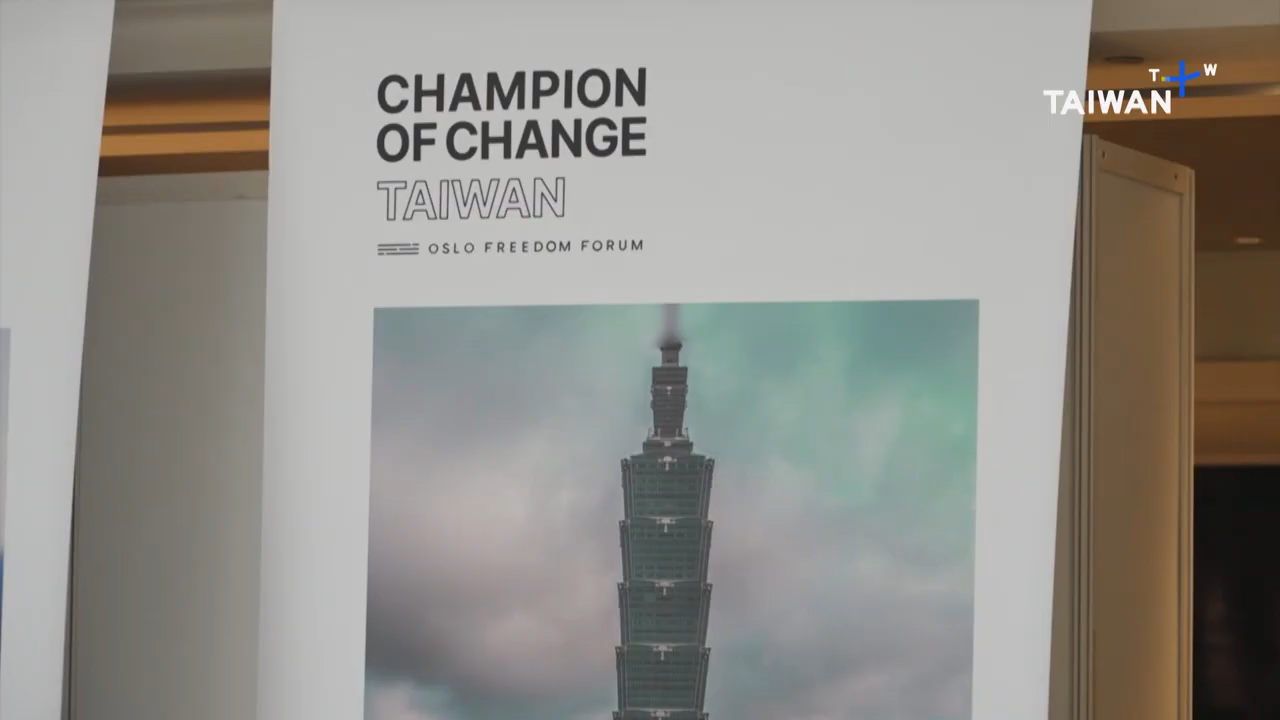 CHAMPION
OF CHANGE
TAIWAN
OSLO FREEDOM FORUM
T W
TAIWAN